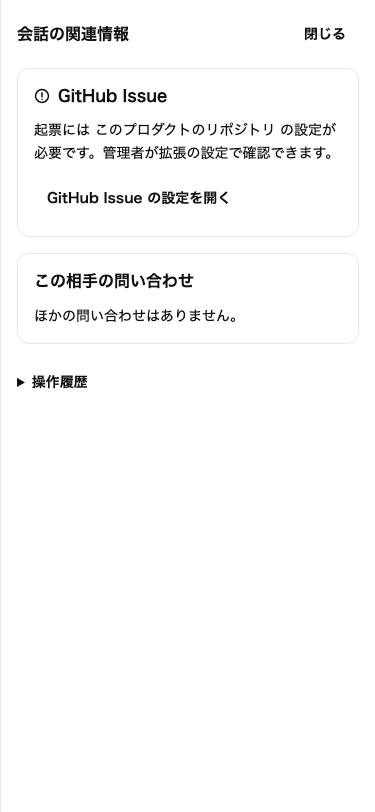 会話の関連情報
閉じる
GitHub Issue
起票には このプロダクトのリポジトリ の設定が
必要です。管理者が拡張の設定で確認できます。
GitHub Issue の設定を開く
この相手の問い合わせ
ほかの問い合わせはありません。
操作履歴